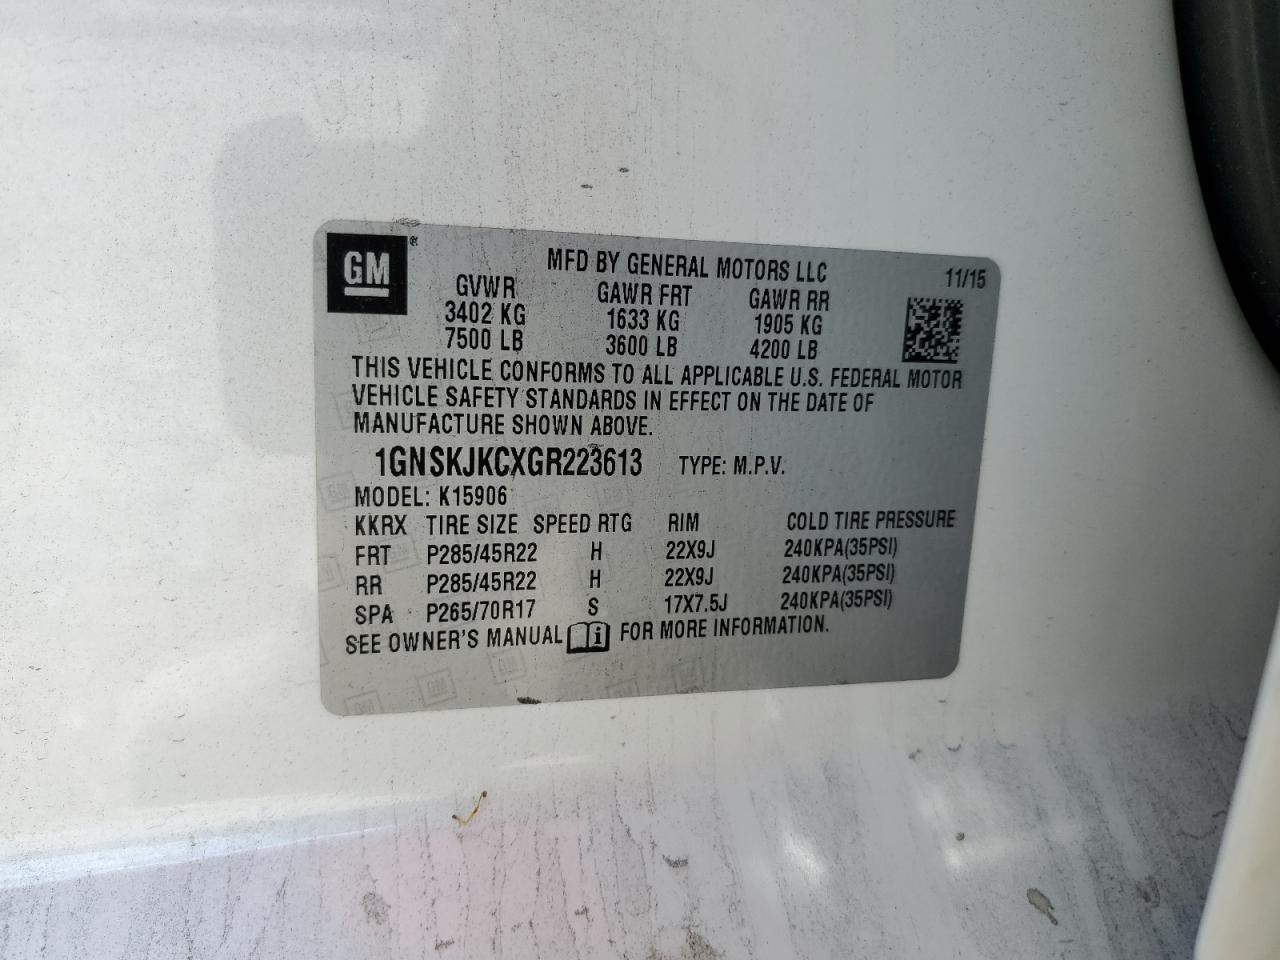 GM®
MFD BY GENERAL MOTORS LLC 11/15
GVWR GAWR FRT GAWR RR
3402 KG 1633 KG 1905 KG
7500 LB 3600 LB 4200 LB
THIS VEHICLE CONFORMS TO ALL APPLICABLE U.S. FEDERAL MOTOR
VEHICLE SAFETY STANDARDS IN EFFECT ON THE DATE OF
MANUFACTURE SHOWN ABOVE.
1GNSKJKCXGR223613 TYPE: M.P.V.
MODEL: K15906
KKRX TIRE SIZE SPEED RTG RIM COLD TIRE PRESSURE
FRT P285/45R22 H 22X9J 240KPA(35PSI)
RR P285/45R22 H 22X9J 240KPA(35PSI)
SPA P265/70R17 S 17X7.5J 240KPA(35PSI)
SEE OWNER'S MANUAL i FOR MORE INFORMATION.